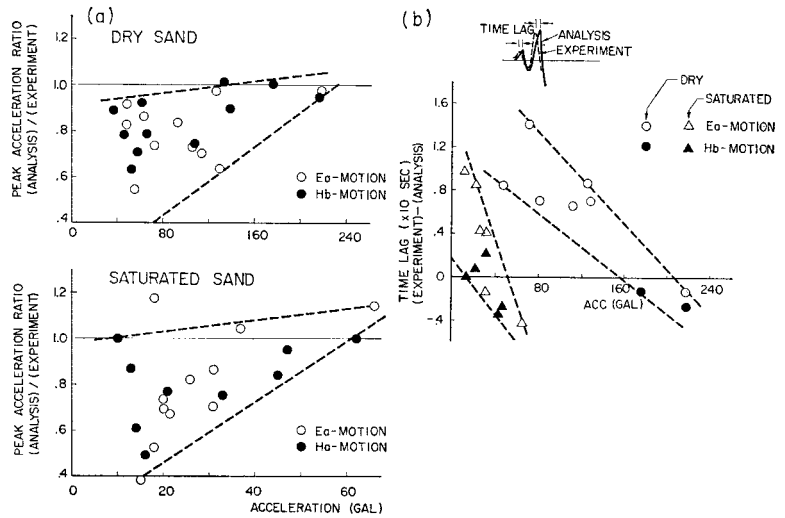 (a)
DRY SAND
PEAK ACCELERATION RATIO
(ANALYSIS)/(EXPERIMENT)
1.2
1.0
.8
.6
.4
0
80
160
240
○ Ea-MOTION
● Hb-MOTION
SATURATED SAND
PEAK ACCELERATION RATIO
(ANALYSIS)/(EXPERIMENT)
1.2
1.0
.8
.6
.4
0
20
40
60
ACCELERATION (GAL)
○ Ea-MOTION
● Ha-MOTION
(b)
TIME LAG
ANALYSIS
EXPERIMENT
DRY
SATURATED
○ △ Ea-MOTION
● ▲ Hb-MOTION
TIME LAG (×10 SEC)
(EXPERIMENT)-(ANALYSIS)
1.6
1.2
.8
.4
0
-.4
80
160
240
ACC (GAL)